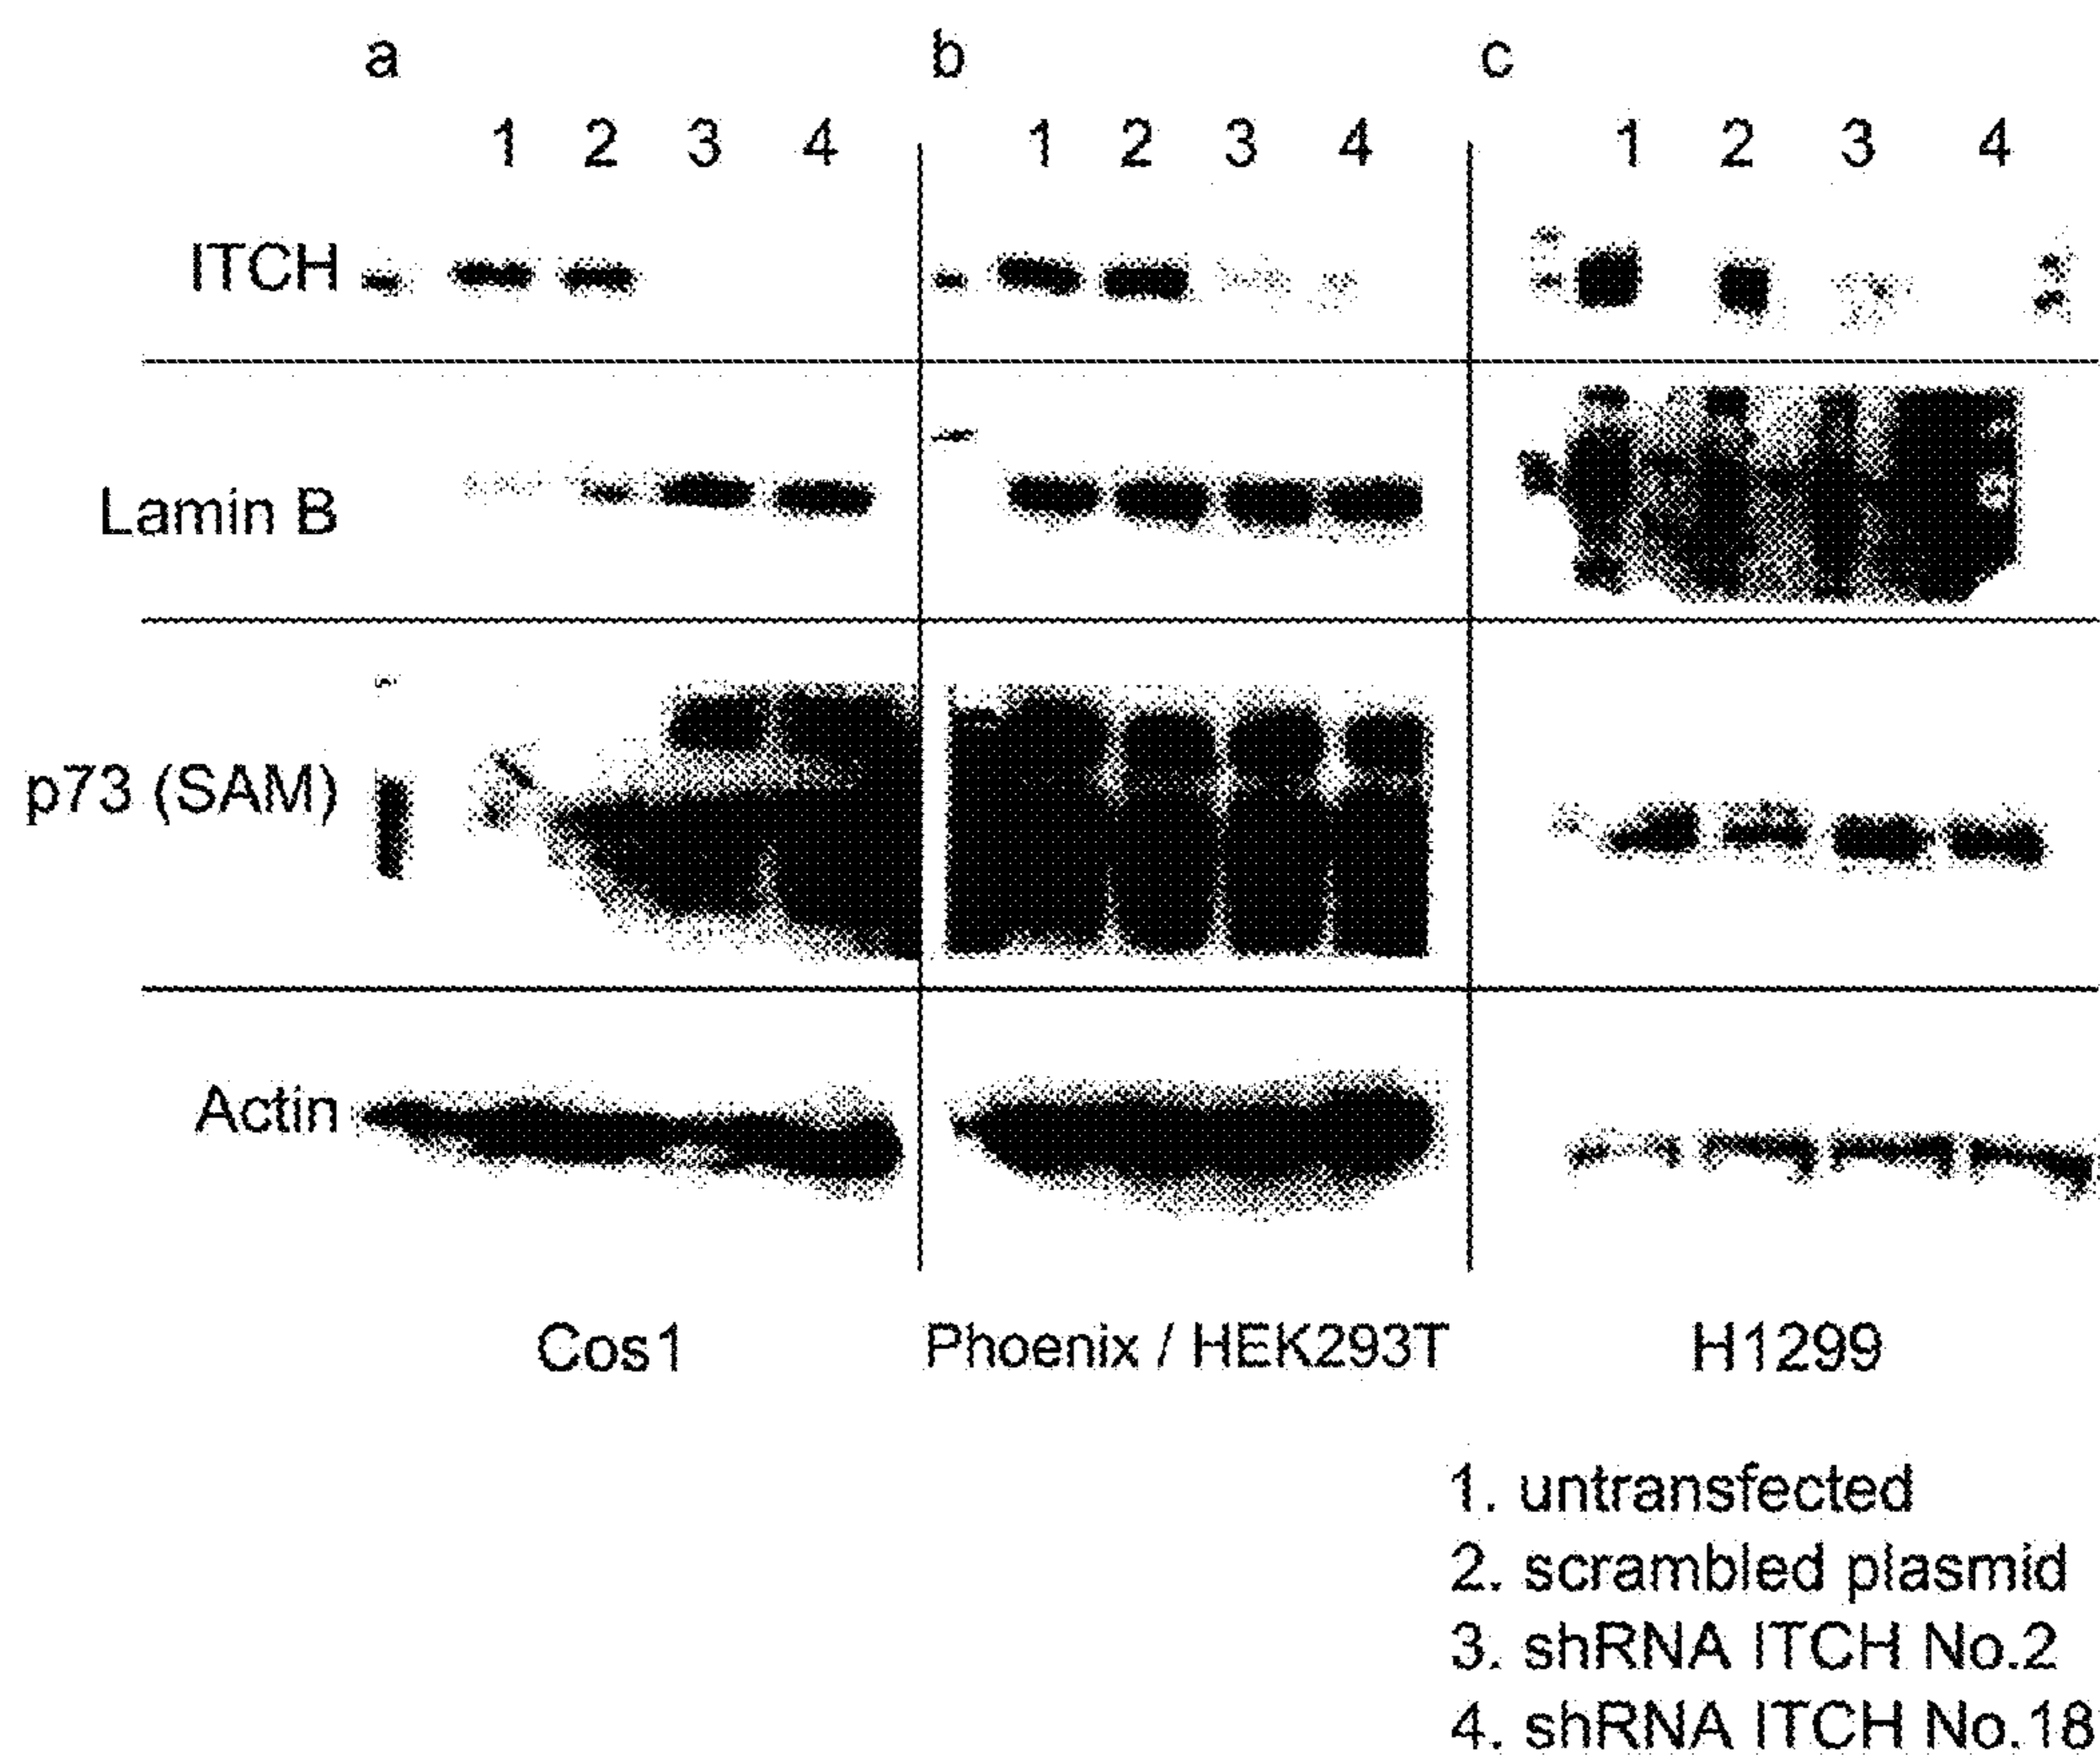 a b c
1 2 3 4 1 2 3 4 1 2 3 4
ITCH
Lamin B
p73 (SAM)
Actin
Cos1 Phoenix / HEK293T H1299
1. untransfected
2. scrambled plasmid
3. shRNA ITCH No.2
4. shRNA ITCH No.18